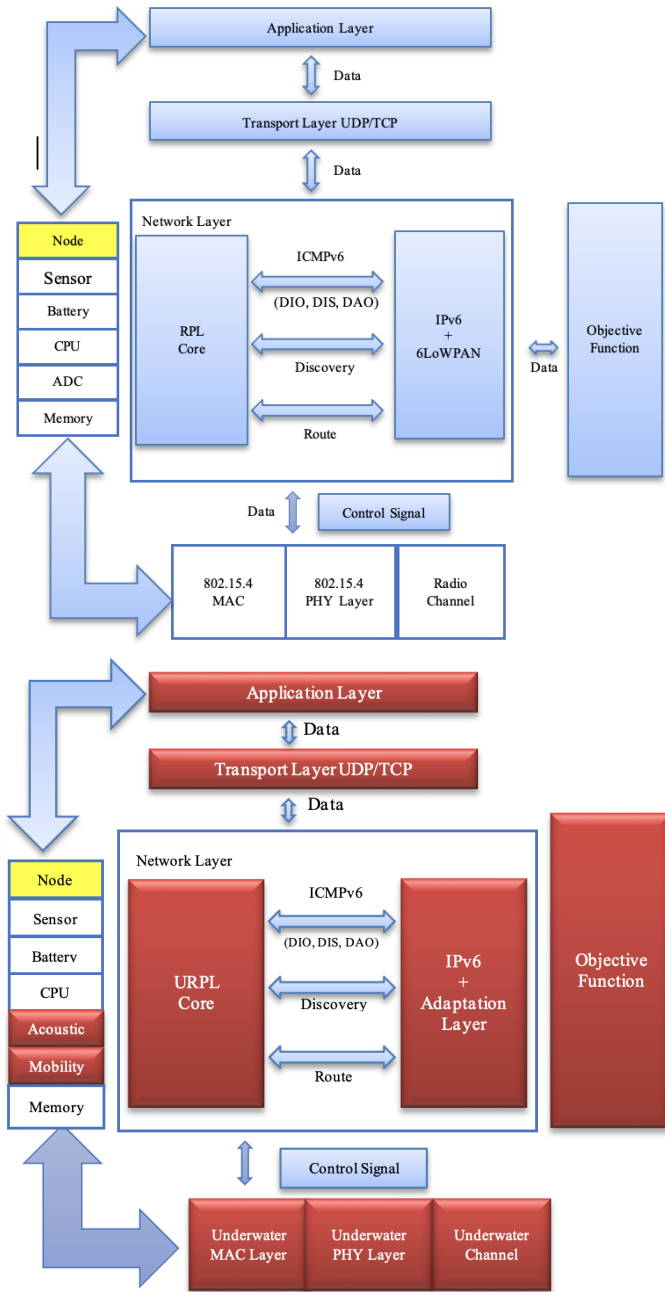 Application Layer
Data
Transport Layer UDP/TCP
Data
Network Layer
Node
Sensor
Battery
CPU
ADC
Memory
RPL
Core
ICMPv6
(DIO, DIS, DAO)
Discovery
Route
IPv6
+
6LoWPAN
Data
Objective
Function
Data
Control Signal
802.15.4
MAC
802.15.4
PHY Layer
Radio
Channel
Application Layer
Data
Transport Layer UDP/TCP
Data
Network Layer
Node
Sensor
Battery
CPU
Acoustic
Mobility
Memory
URPL
Core
ICMPv6
(DIO, DIS, DAO)
Discovery
Route
IPv6
+
Adaptation
Layer
Objective
Function
Control Signal
Underwater
MAC Layer
Underwater
PHY Layer
Underwater
Channel